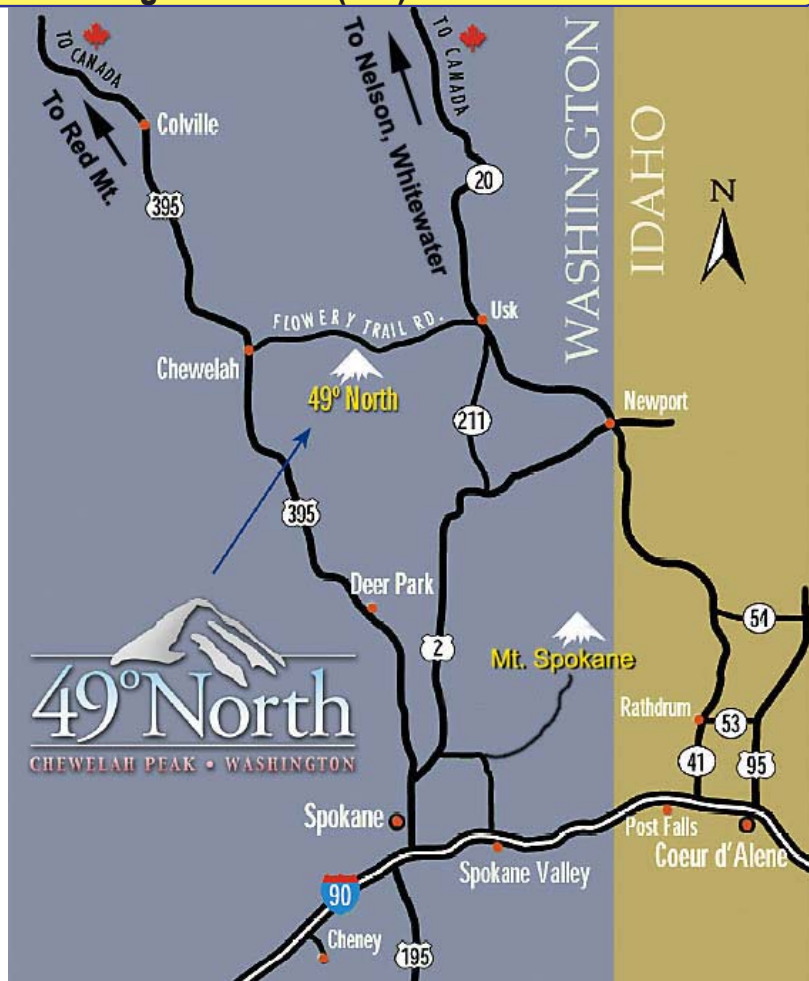 TO CANADA
To Red Mt.
Colville
395
To Nelson, Whitewater
TO CANADA
20
WASHINGTON
IDAHO
N
FLOWERY TRAIL RD.
Usk
Chewelah
49° North
211
Newport
395
Deer Park
2
Mt. Spokane
54
49° North
CHEWELAH PEAK • WASHINGTON
Rathdrum
53
41
95
Spokane
Post Falls
Coeur d'Alene
Spokane Valley
90
Cheney
195